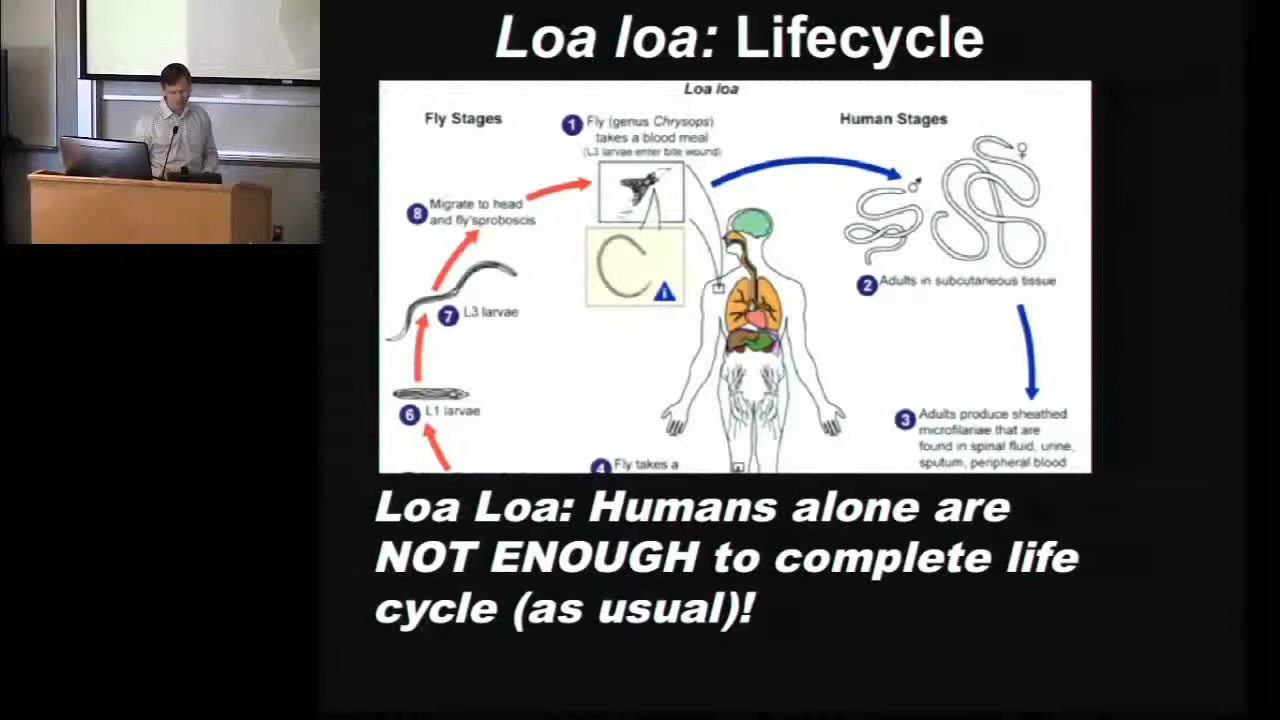 Loa loa: Lifecycle
Loa loa
Fly Stages
1 Fly (genus Chrysops)
takes a blood meal
(L3 larvae enter bite wound)
Human Stages
8 Migrate to head
and fly'sproboscis
♂
♀
i
2 Adults in subcutaneous tissue
7 L3 larvae
6 L1 larvae
3 Adults produce sheathed
microfilariae that are
found in spinal fluid, urine,
sputum, peripheral blood
4 Fly takes a
Loa Loa: Humans alone are
NOT ENOUGH to complete life
cycle (as usual)!